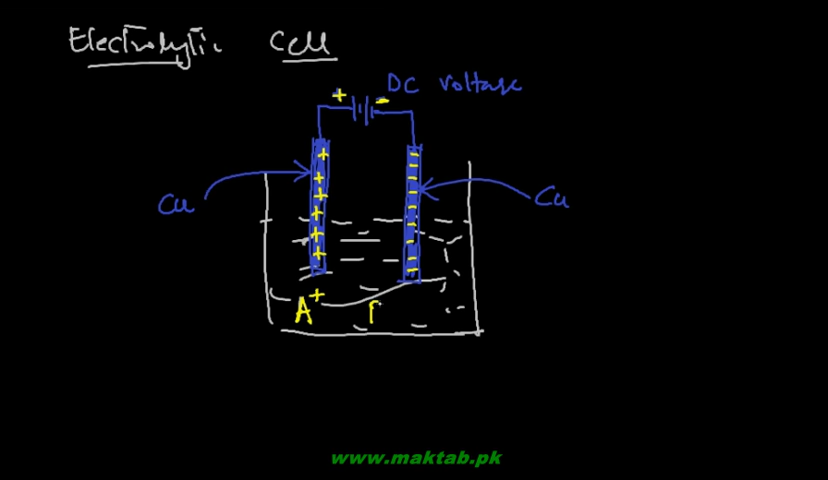 Electrolytic Cell
DC voltage
+ -
Cu
Cu
A+
www.maktab.pk